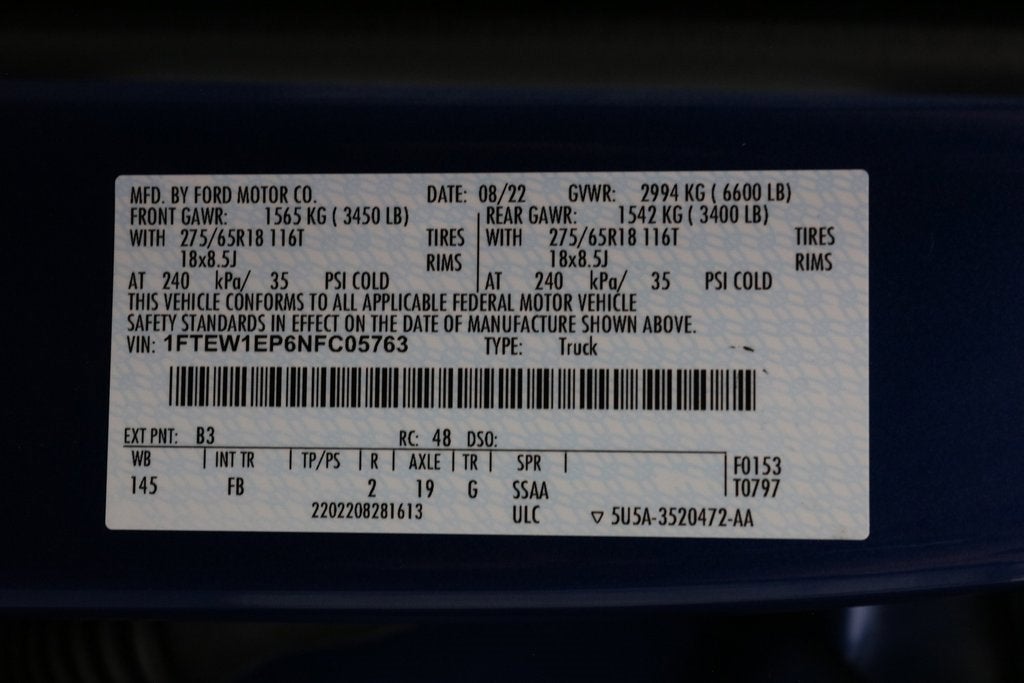 MFD. BY FORD MOTOR CO. DATE: 08/22 GVWR: 2994 KG ( 6600 LB)
FRONT GAWR: 1565 KG ( 3450 LB) REAR GAWR: 1542 KG ( 3400 LB)
WITH 275/65R18 116T TIRES WITH 275/65R18 116T TIRES
18x8.5J RIMS 18x8.5J RIMS
AT 240 kPa/ 35 PSI COLD AT 240 kPa/ 35 PSI COLD
THIS VEHICLE CONFORMS TO ALL APPLICABLE FEDERAL MOTOR VEHICLE
SAFETY STANDARDS IN EFFECT ON THE DATE OF MANUFACTURE SHOWN ABOVE.
VIN: 1FTEW1EP6NFC05763 TYPE: Truck
EXT PNT: B3 RC: 48 DSO:
WB INT TR TP/PS R AXLE TR SPR F0153
145 FB 2 19 G SSAA T0797
2202208281613 ULC ▽ 5U5A-3520472-AA